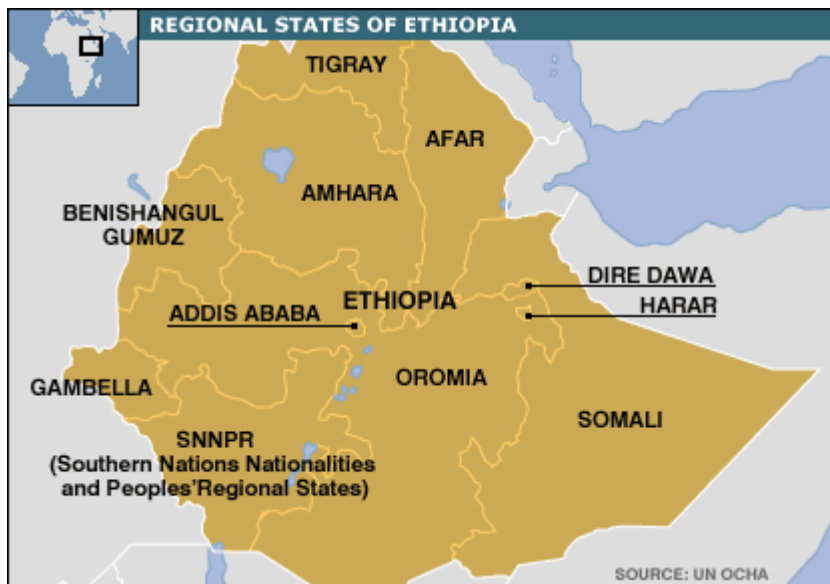 REGIONAL STATES OF ETHIOPIA
TIGRAY
AFAR
AMHARA
BENISHANGUL
GUMUZ
DIRE DAWA
ETHIOPIA
ADDIS ABABA
HARAR
OROMIA
GAMBELLA
SOMALI
SNNPR
(Southern Nations Nationalities
and Peoples'Regional States)
SOURCE: UN OCHA